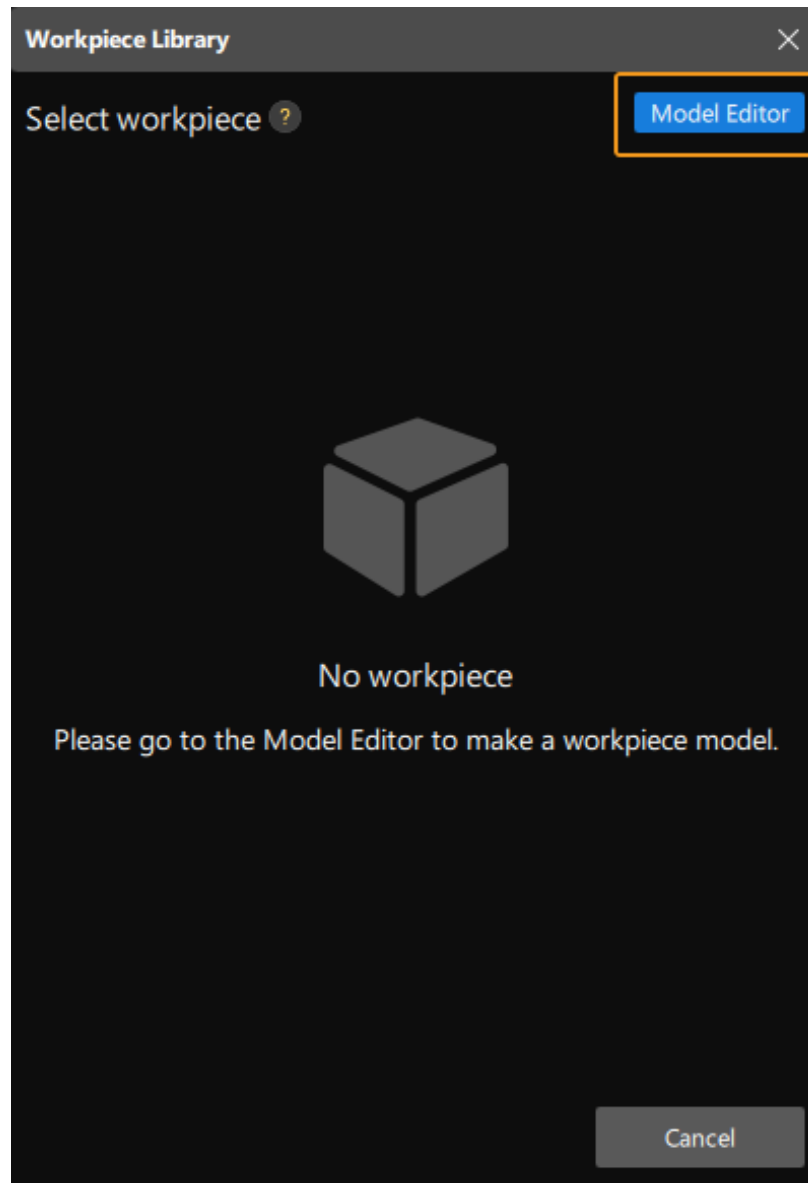 Workpiece Library
Select workpiece ?
Model Editor
No workpiece
Please go to the Model Editor to make a workpiece model.
Cancel